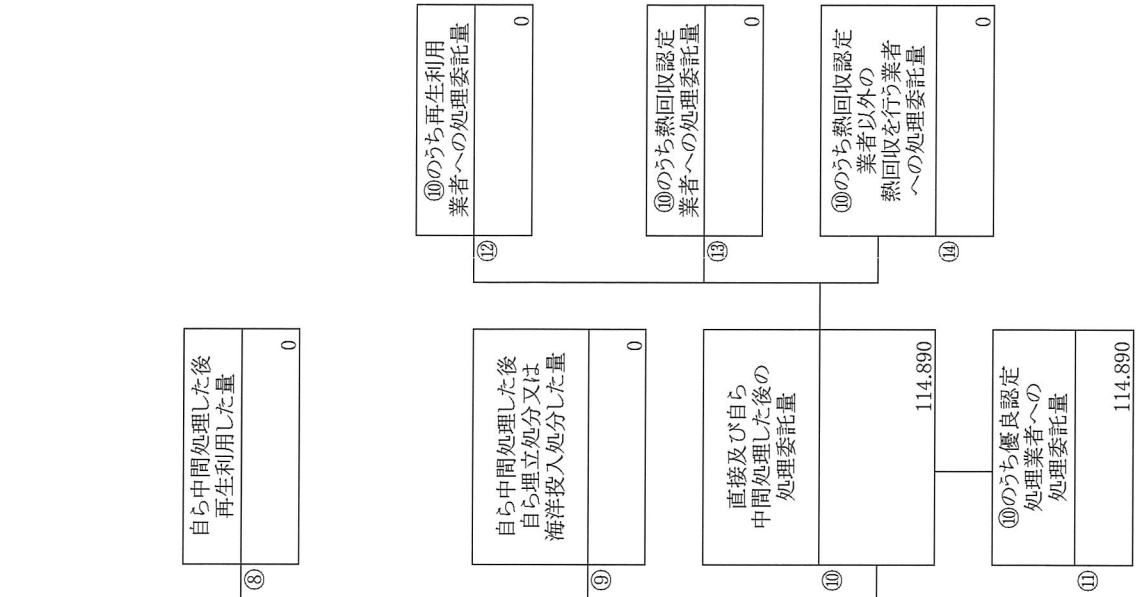 ⑧
自ら中間処理した後
再生利用した量
0
⑨
自ら中間処理した後
自ら埋立処分又は
海洋投入処分した量
0
⑩
直接及び自ら
中間処理した後の
処理委託量
114.890
⑪
⑩のうち優良認定
処理業者への
処理委託量
114.890
⑫
⑩のうち再生利用
業者への処理委託量
0
⑬
⑩のうち熱回収認定
業者への処理委託量
0
⑭
⑩のうち熱回収認定
業者以外の
熱回収を行う業者
への処理委託量
0